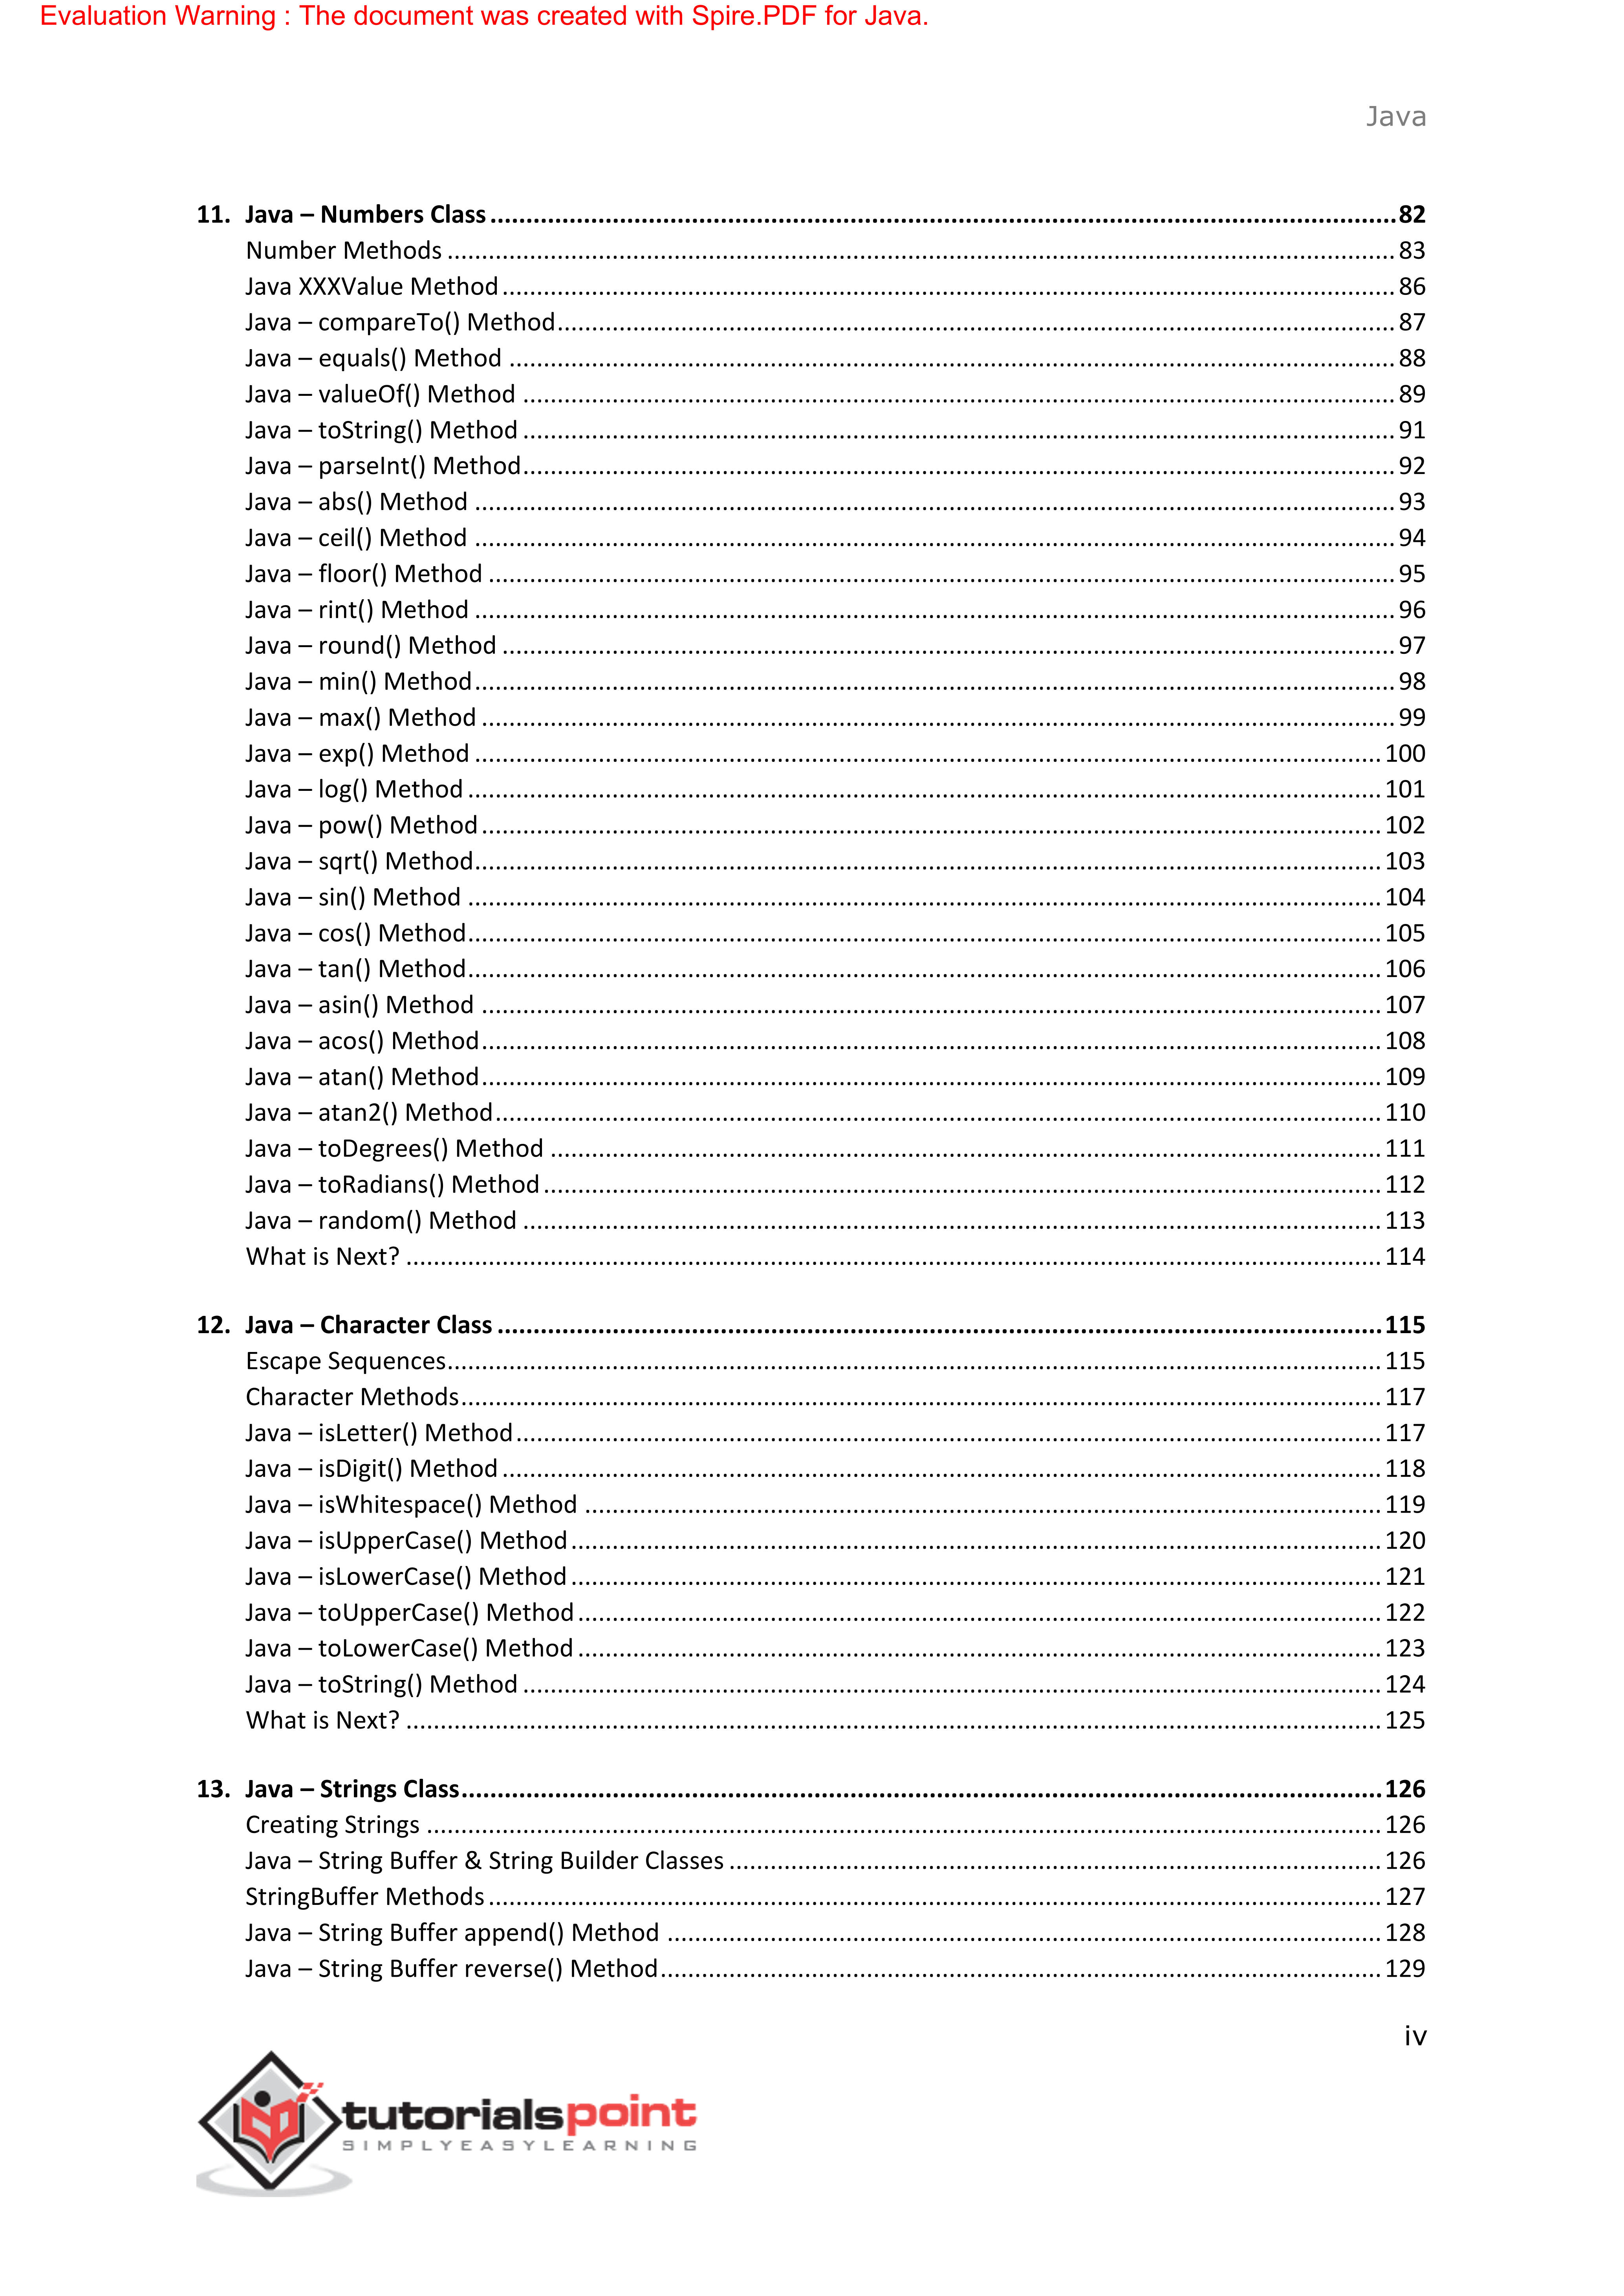 Evaluation Warning : The document was created with Spire.PDF for Java.
Java
11. Java – Numbers Class ........ 82
Number Methods ........ 83
Java XXXValue Method ........ 86
Java – compareTo() Method ........ 87
Java – equals() Method ........ 88
Java – valueOf() Method ........ 89
Java – toString() Method ........ 91
Java – parseInt() Method ........ 92
Java – abs() Method ........ 93
Java – ceil() Method ........ 94
Java – floor() Method ........ 95
Java – rint() Method ........ 96
Java – round() Method ........ 97
Java – min() Method ........ 98
Java – max() Method ........ 99
Java – exp() Method ........ 100
Java – log() Method ........ 101
Java – pow() Method ........ 102
Java – sqrt() Method ........ 103
Java – sin() Method ........ 104
Java – cos() Method ........ 105
Java – tan() Method ........ 106
Java – asin() Method ........ 107
Java – acos() Method ........ 108
Java – atan() Method ........ 109
Java – atan2() Method ........ 110
Java – toDegrees() Method ........ 111
Java – toRadians() Method ........ 112
Java – random() Method ........ 113
What is Next? ........ 114
12. Java – Character Class ........ 115
Escape Sequences ........ 115
Character Methods ........ 117
Java – isLetter() Method ........ 117
Java – isDigit() Method ........ 118
Java – isWhitespace() Method ........ 119
Java – isUpperCase() Method ........ 120
Java – isLowerCase() Method ........ 121
Java – toUpperCase() Method ........ 122
Java – toLowerCase() Method ........ 123
Java – toString() Method ........ 124
What is Next? ........ 125
13. Java – Strings Class ........ 126
Creating Strings ........ 126
Java – String Buffer & String Builder Classes ........ 126
StringBuffer Methods ........ 127
Java – String Buffer append() Method ........ 128
Java – String Buffer reverse() Method ........ 129
iv
tutorialspoint
SIMPLYEASYLEARNING